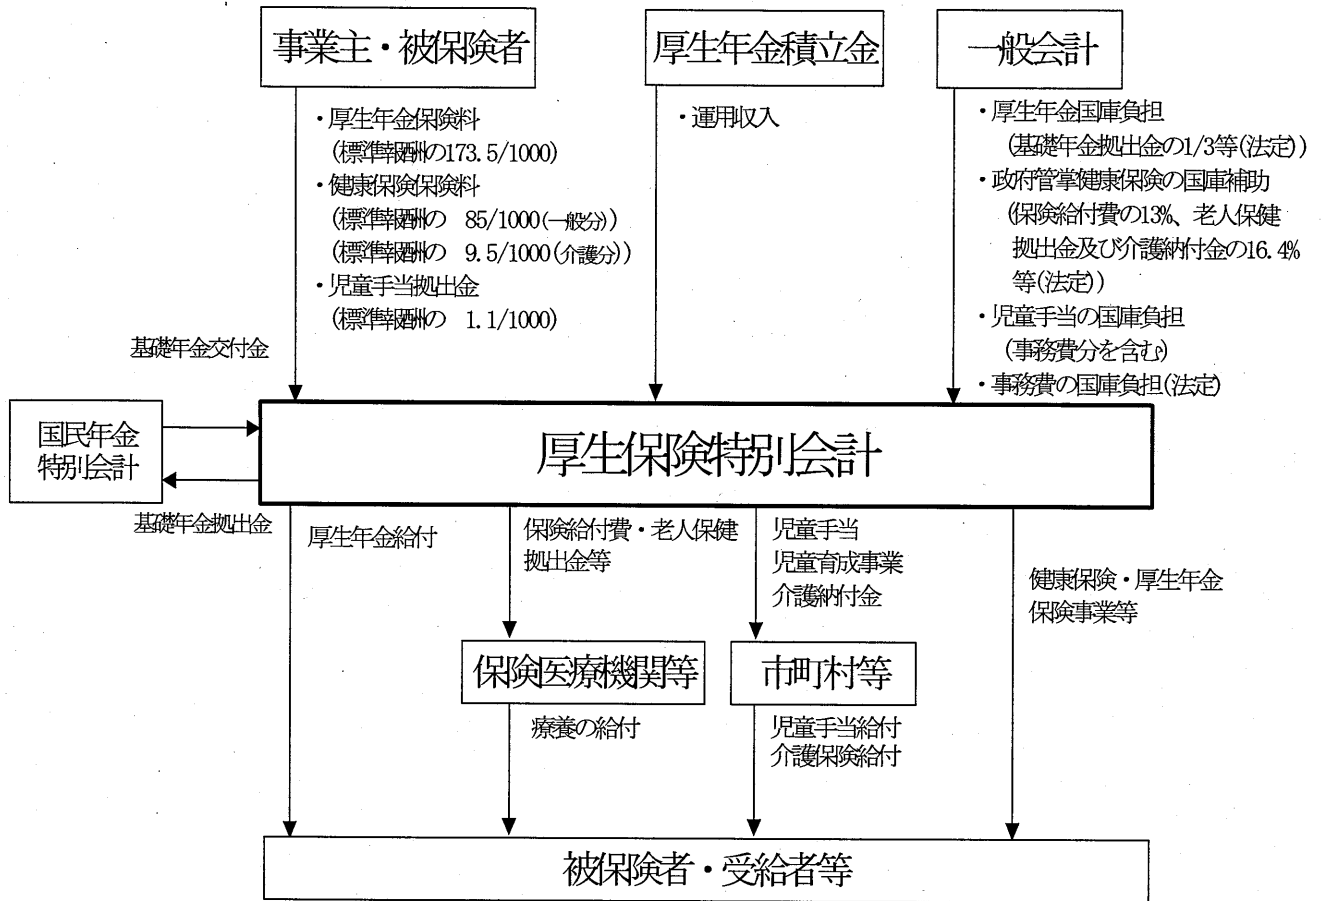 事業主・被保険者
厚生年金積立金
一般会計
・厚生年金保険料
(標準報酬の173.5/1000)
・健康保険保険料
(標準報酬の 85/1000(一般分))
(標準報酬の 9.5/1000(介護分))
・児童手当拠出金
(標準報酬の 1.1/1000)
・運用収入
・厚生年金国庫負担
(基礎年金拠出金の1/3等(法定))
・政府管掌健康保険の国庫補助
(保険給付費の13%、老人保健
拠出金及び介護納付金の16.4%
等(法定))
・児童手当の国庫負担
(事務費分を含む)
・事務費の国庫負担(法定)
基礎年金交付金
国民年金
特別会計
厚生保険特別会計
基礎年金拠出金
厚生年金給付
保険給付費・老人保健
拠出金等
児童手当
児童育成事業
介護納付金
健康保険・厚生年金
保険事業等
保険医療機関等
市町村等
療養の給付
児童手当給付
介護保険給付
被保険者・受給者等